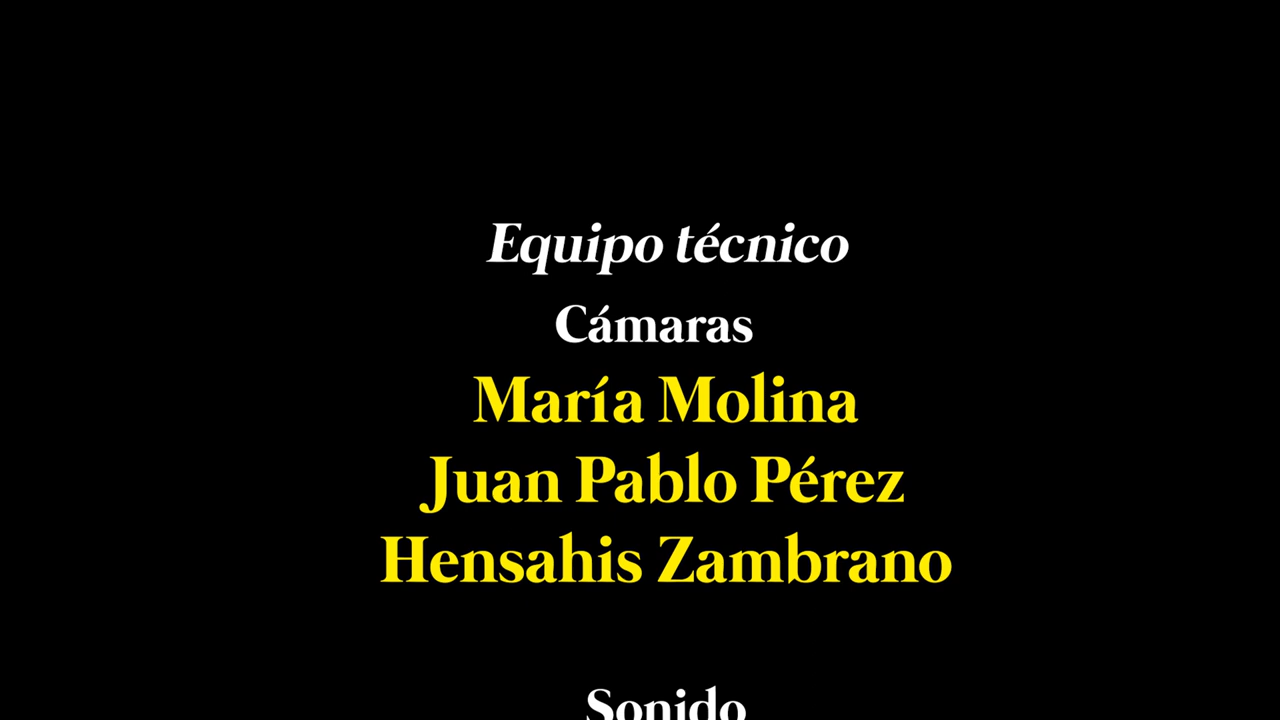 Equipo técnico
Cámaras
María Molina
Juan Pablo Pérez
Hensahis Zambrano
Sonido